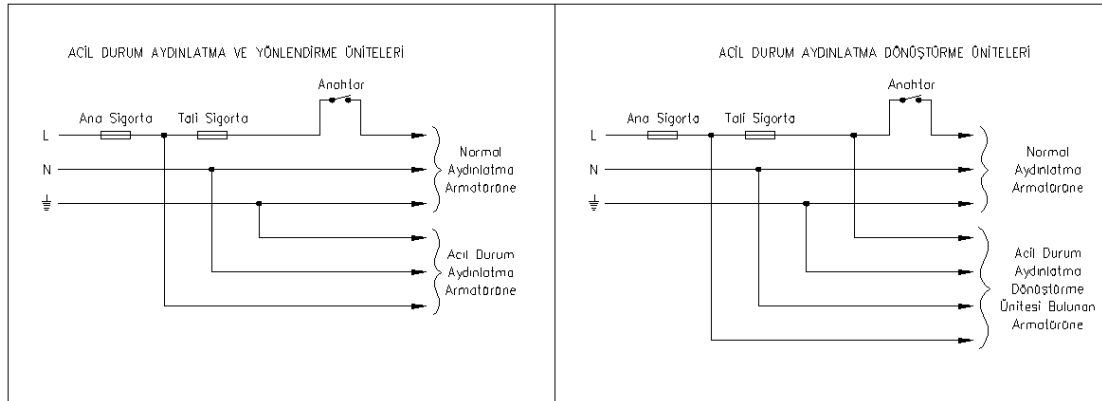 ACİL DURUM AYDINLATMA VE YÖNLENDİRME ÜNİTELERİ
Anahtar
Ana Sigorta
Tali Sigorta
L
N
Normal
Aydınlatma
Armatürüne
Acil Durum
Aydınlatma
Armatürüne
ACİL DURUM AYDINLATMA DÖNÜŞTÜRME ÜNİTELERİ
Anahtar
Ana Sigorta
Tali Sigorta
L
N
Normal
Aydınlatma
Armatürüne
Acil Durum
Aydınlatma
Dönüştürme
Ünitesi Bulunan
Armatürüne